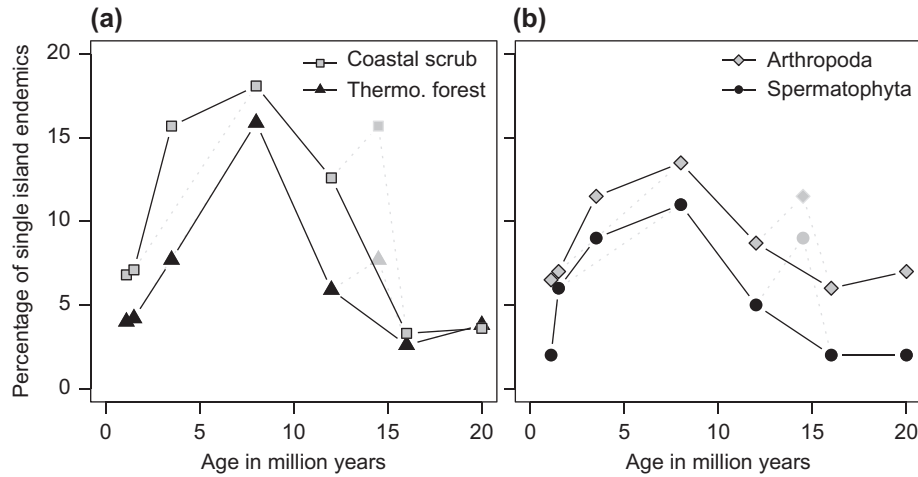 (a)
(b)
Percentage of single island endemics
20
15
10
5
0
Coastal scrub
Thermo. forest
Arthropoda
Spermatophyta
0 5 10 15 20
0 5 10 15 20
Age in million years
Age in million years